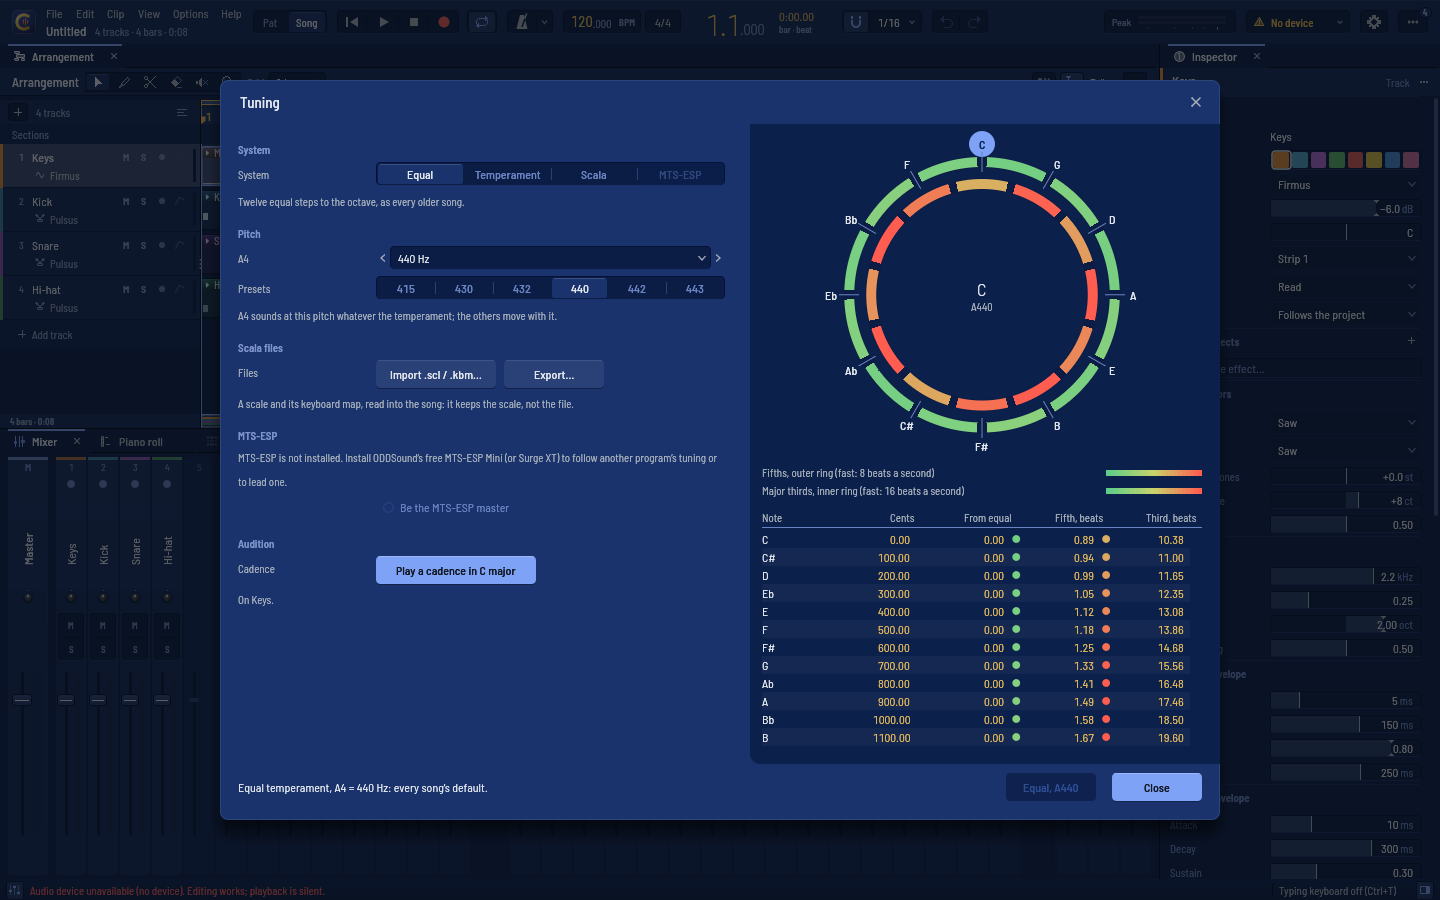 File Edit Clip View Options Help
Untitled 4 tracks · 4 bars · 0:08
Pat Song
120.000 BPM 4/4
1.1.000
0:00.00
bar · beat
1/16
Peak
No device
4
Arrangement
Inspector
Arrangement
Track
4 tracks
1
Sections
1 Keys M S
Firmus
2 Kick M S
Pulsus
3 Snare M S
Pulsus
4 Hi-hat M S
Pulsus
+ Add track
4 bars · 0:08
Mixer
Piano roll
M 1 2 3 4 5
Master
Keys
Kick
Snare
Hi-hat
M M M M
S S S S
Tuning
System
System
Equal Temperament Scala MTS-ESP
Twelve equal steps to the octave, as every older song.
Pitch
A4
440 Hz
Presets
415 430 432 440 442 443
A4 sounds at this pitch whatever the temperament; the others move with it.
Scala files
Files
Import .scl / .kbm...
Export...
A scale and its keyboard map, read into the song: it keeps the scale, not the file.
MTS-ESP
MTS-ESP is not installed. Install ODDSound's free MTS-ESP Mini (or Surge XT) to follow another program's tuning or
to lead one.
Be the MTS-ESP master
Audition
Cadence
Play a cadence in C major
On Keys.
Equal temperament, A4 = 440 Hz: every song's default.
C
F G
Bb D
Eb A
Ab E
C# B
F#
C
A440
Fifths, outer ring (fast: 8 beats a second)
Major thirds, inner ring (fast: 16 beats a second)
Note Cents From equal Fifth, beats Third, beats
C 0.00 0.00 0.89 10.38
C# 100.00 0.00 0.94 11.00
D 200.00 0.00 0.99 11.65
Eb 300.00 0.00 1.05 12.35
E 400.00 0.00 1.12 13.08
F 500.00 0.00 1.18 13.86
F# 600.00 0.00 1.25 14.68
G 700.00 0.00 1.33 15.56
Ab 800.00 0.00 1.41 16.48
A 900.00 0.00 1.49 17.46
Bb 1000.00 0.00 1.58 18.50
B 1100.00 0.00 1.67 19.60
Equal, A440
Close
Keys
Firmus
−6.0 dB
C
Strip 1
Read
Follows the project
Saw
Saw
+0.0 st
+8 ct
0.50
2.2 kHz
0.25
2.00 oct
0.50
5 ms
150 ms
0.80
250 ms
Attack 10 ms
Decay 300 ms
Sustain 0.30
Audio device unavailable (no device). Editing works; playback is silent.
Typing keyboard off (Ctrl+T)